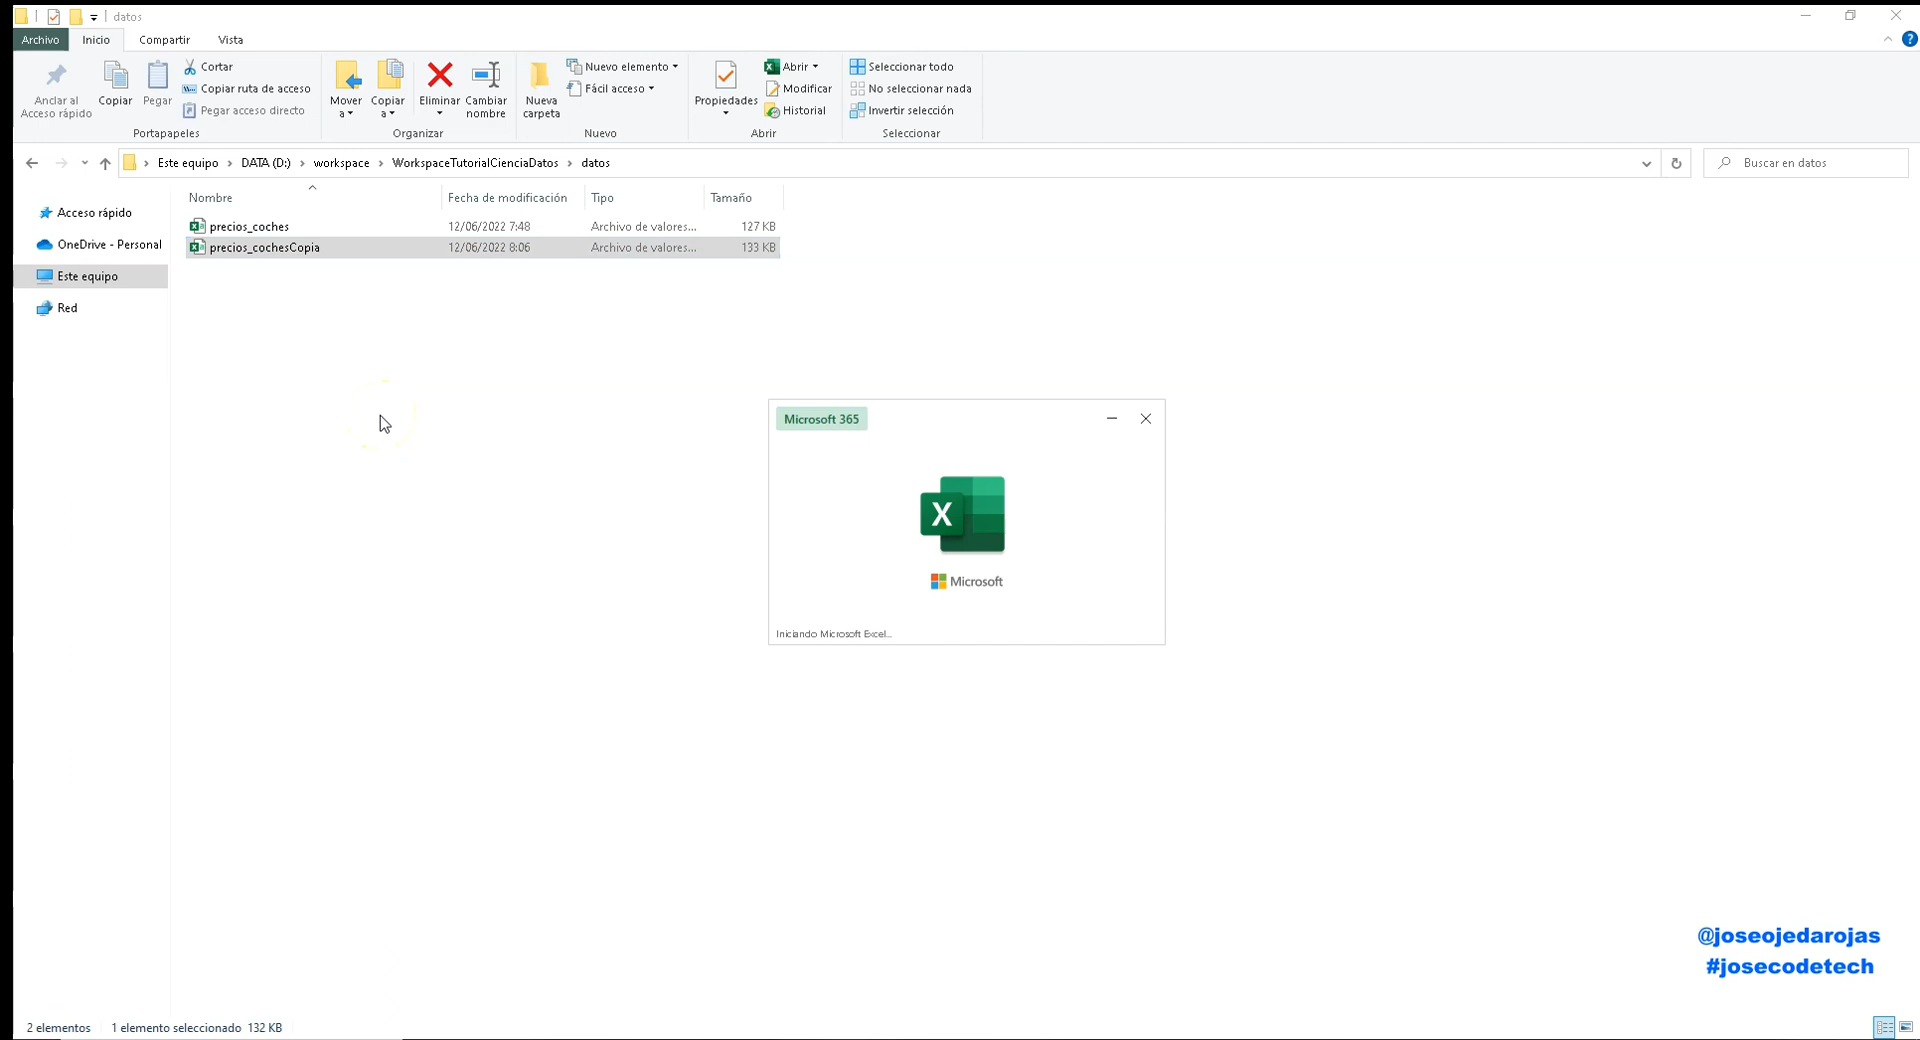 datos
Archivo Inicio Compartir Vista
Anclar al
Acceso rápido
Copiar
Pegar
Cortar
Copiar ruta de acceso
Pegar acceso directo
Portapapeles
Mover
a
Copiar
a
Eliminar
Cambiar
nombre
Organizar
Nueva
carpeta
Nuevo elemento
Fácil acceso
Nuevo
Propiedades
Abrir
Modificar
Historial
Abrir
Seleccionar todo
No seleccionar nada
Invertir selección
Seleccionar
Este equipo > DATA (D:) > workspace > WorkspaceTutorialCienciaDatos > datos
Buscar en datos
Nombre Fecha de modificación Tipo Tamaño
precios_coches 12/06/2022 7:48 Archivo de valores... 127 KB
precios_cochesCopia 12/06/2022 8:06 Archivo de valores... 133 KB
Acceso rápido
OneDrive - Personal
Este equipo
Red
Microsoft 365
X
Microsoft
Iniciando Microsoft Excel...
@joseojedarojas
#josecodetech
2 elementos 1 elemento seleccionado 132 KB